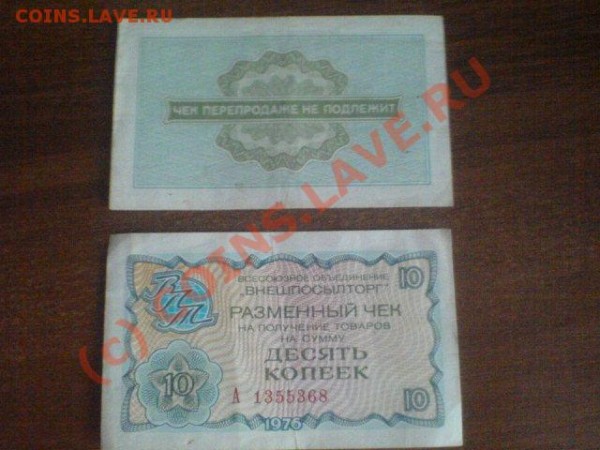 COINS.LAVE.RU
ЧЕК ПЕРЕПРОДАЖЕ НЕ ПОДЛЕЖИТ
(c) COINS.LAVE.RU
ВСЕСОЮЗНОЕ ОБЪЕДИНЕНИЕ
"ВНЕШПОСЫЛТОРГ"
10
ВПТ
РАЗМЕННЫЙ ЧЕК
НА ПОЛУЧЕНИЕ ТОВАРОВ
НА СУММУ
ДЕСЯТЬ
КОПЕЕК
10
А 1355368
10
1976